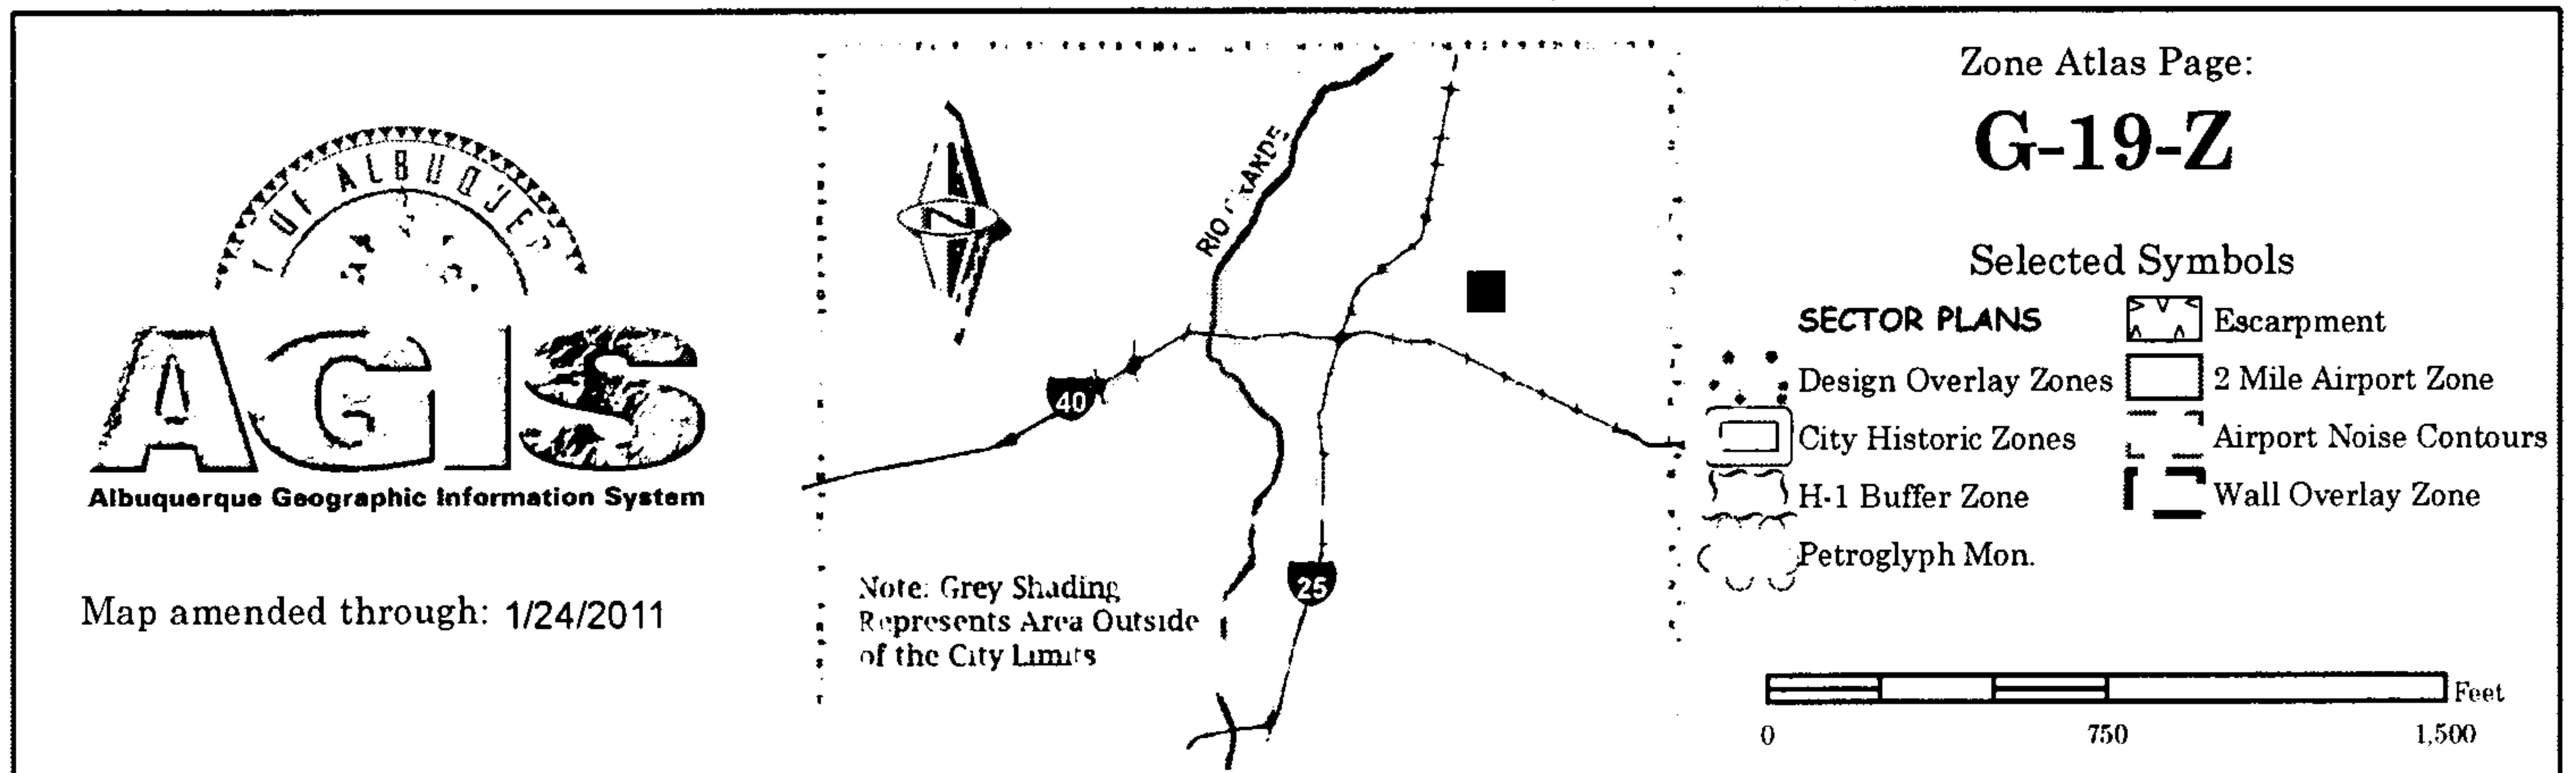 ALBUQUER
AGIS
Albuquerque Geographic Information System
Map amended through: 1/24/2011
N
RIO
40
25
Note: Grey Shading
Represents Area Outside
of the City Limits
Zone Atlas Page:
G-19-Z
Selected Symbols
SECTOR PLANS
Design Overlay Zones
City Historic Zones
H-1 Buffer Zone
Petroglyph Mon.
Escarpment
2 Mile Airport Zone
Airport Noise Contours
Wall Overlay Zone
Feet
0 750 1,500